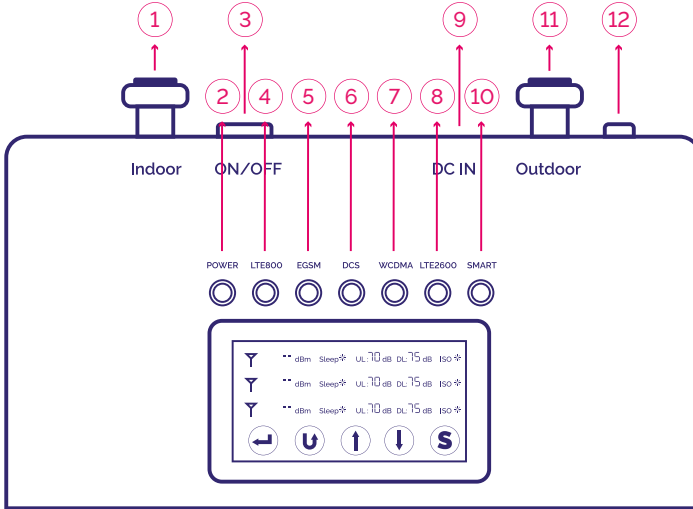 1 3 9 11 12
2 4 5 6 7 8 10
Indoor ON/OFF DC IN Outdoor
POWER LTE800 EGSM DCS WCDMA LTE2600 SMART
-- dBm Sleep UL:70 dB DL:75 dB ISO
-- dBm Sleep UL:70 dB DL:75 dB ISO
-- dBm Sleep UL:70 dB DL:75 dB ISO
S